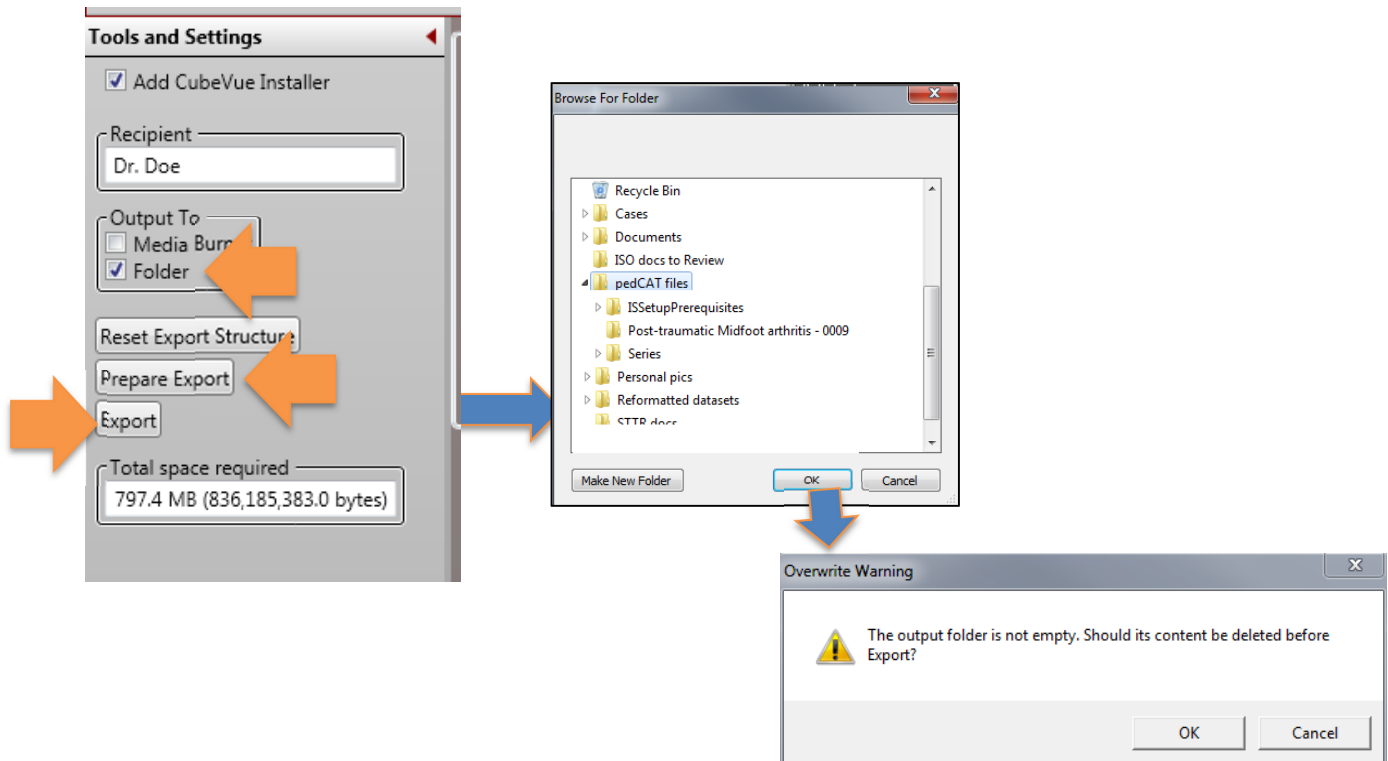 Tools and Settings
Add CubeVue Installer
Recipient
Dr. Doe
Output To
Media Burn
Folder
Reset Export Structure
Prepare Export
Export
Total space required
797.4 MB (836,185,383.0 bytes)
Browse For Folder
Recycle Bin
Cases
Documents
ISO docs to Review
pedCAT files
ISSetupPrerequisites
Post-traumatic Midfoot arthritis - 0009
Series
Personal pics
Reformatted datasets
STTR docs
Make New Folder
OK
Cancel
Overwrite Warning
The output folder is not empty. Should its content be deleted before
Export?
OK
Cancel